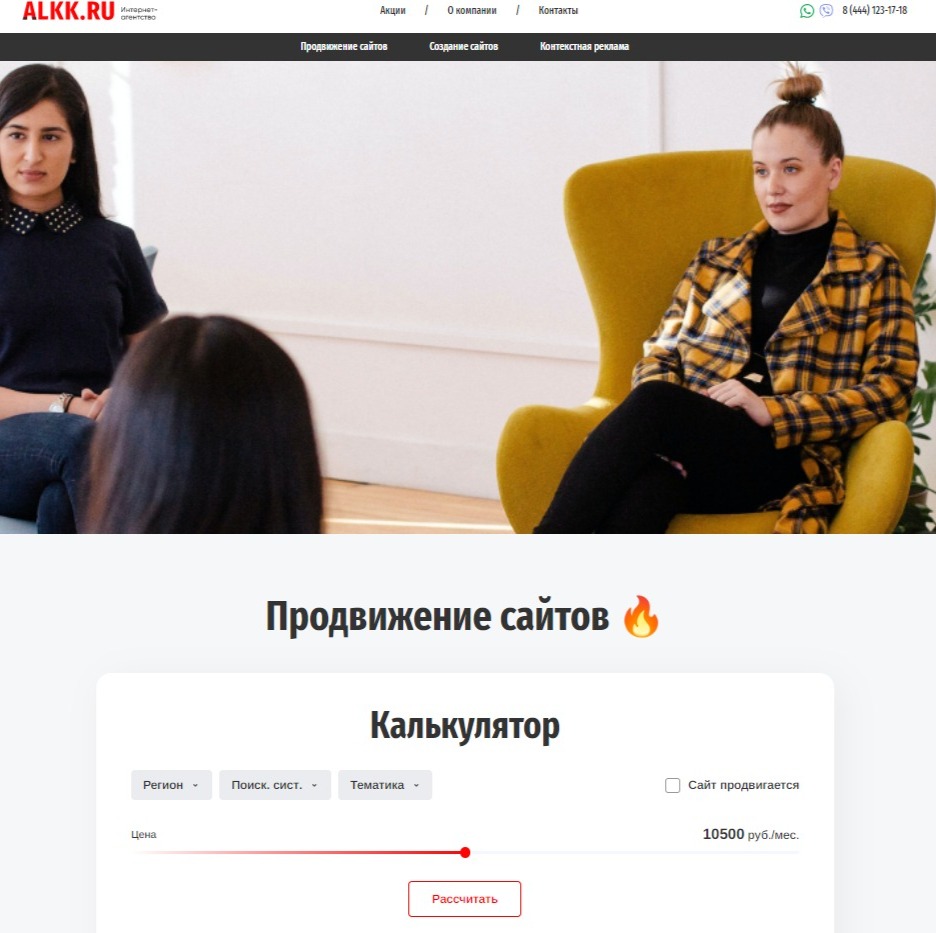 ALKK.RU Интернет-
агентство
Акции / О компании / Контакты
8 (444) 123-17-18
Продвижение сайтов Создание сайтов Контекстная реклама
Продвижение сайтов 🔥
Калькулятор
Регион Поиск. сист. Тематика Сайт продвигается
Цена 10500 руб./мес.
Рассчитать